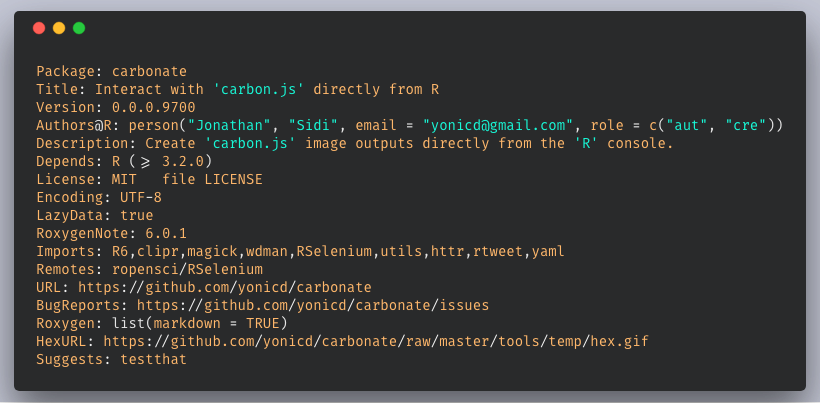 Package: carbonate
Title: Interact with 'carbon.js' directly from R
Version: 0.0.0.9700
Authors@R: person("Jonathan", "Sidi", email = "yonicd@gmail.com", role = c("aut", "cre"))
Description: Create 'carbon.js' image outputs directly from the 'R' console.
Depends: R (>= 3.2.0)
License: MIT   file LICENSE
Encoding: UTF-8
LazyData: true
RoxygenNote: 6.0.1
Imports: R6,clipr,magick,wdman,RSelenium,utils,httr,rtweet,yaml
Remotes: ropensci/RSelenium
URL: https://github.com/yonicd/carbonate
BugReports: https://github.com/yonicd/carbonate/issues
Roxygen: list(markdown = TRUE)
HexURL: https://github.com/yonicd/carbonate/raw/master/tools/temp/hex.gif
Suggests: testthat